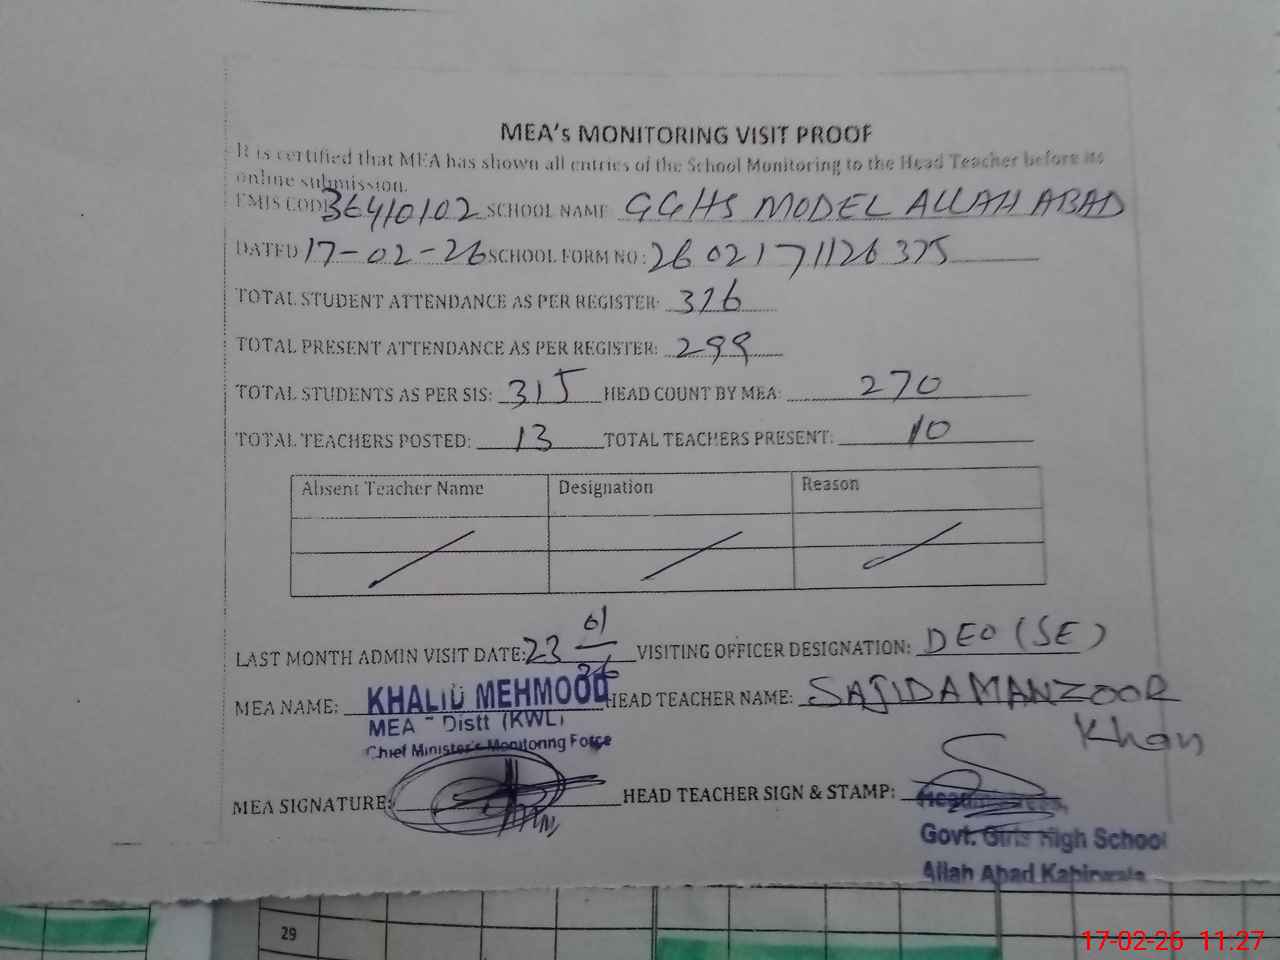 MEA's MONITORING VISIT PROOF
It is certified that MEA has shown all entries of the School Monitoring to the Head Teacher before its
online submission.
EMIS CODE 36410102 SCHOOL NAME GGHS MODEL ALLAH ABAD
DATED 17-02-26 SCHOOL FORM NO: 2602171126375
TOTAL STUDENT ATTENDANCE AS PER REGISTER: 316
TOTAL PRESENT ATTENDANCE AS PER REGISTER: 299
TOTAL STUDENTS AS PER SIS: 315 HEAD COUNT BY MEA: 270
TOTAL TEACHERS POSTED: 13 TOTAL TEACHERS PRESENT: 10
Absent Teacher Name Designation Reason
LAST MONTH ADMIN VISIT DATE: 23 01 26 VISITING OFFICER DESIGNATION: DEO (SE)
MEA NAME: KHALID MEHMOOD HEAD TEACHER NAME: SAJIDA MANZOOR
Khan
MEA - Distt (KWL)
Chief Minister's Monitoring Force
MEA SIGNATURE: HEAD TEACHER SIGN & STAMP:
Headmistress,
Govt. Girls High School
Allah Abad Kabirwala
29
17-02-26 11:27